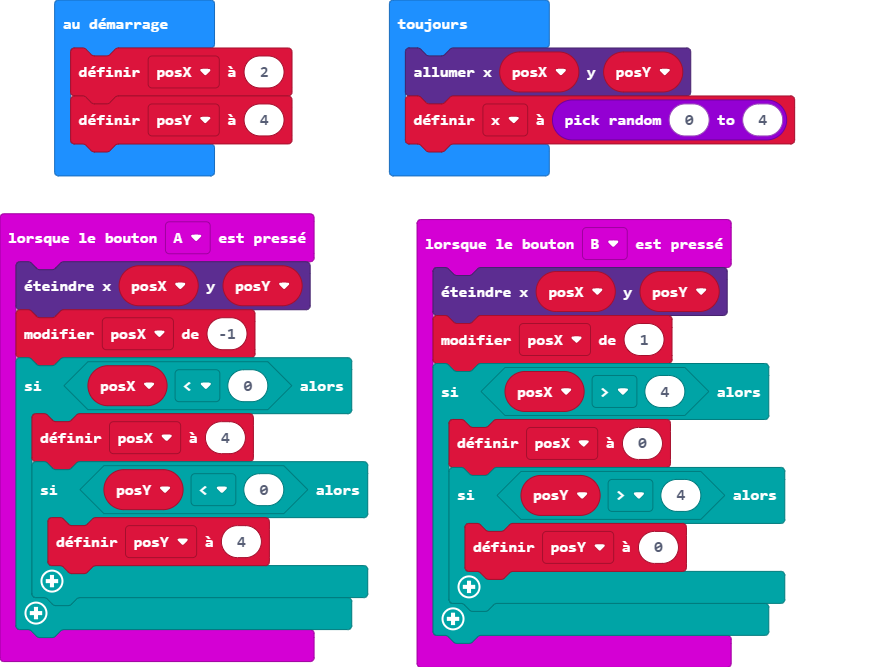 au démarrage
définir posX à 2
définir posY à 4
toujours
allumer x posX y posY
définir x à pick random 0 to 4
lorsque le bouton A est pressé
éteindre x posX y posY
modifier posX de -1
si posX < 0 alors
définir posX à 4
si posY < 0 alors
définir posY à 4
lorsque le bouton B est pressé
éteindre x posX y posY
modifier posX de 1
si posX > 4 alors
définir posX à 0
si posY > 4 alors
définir posY à 0